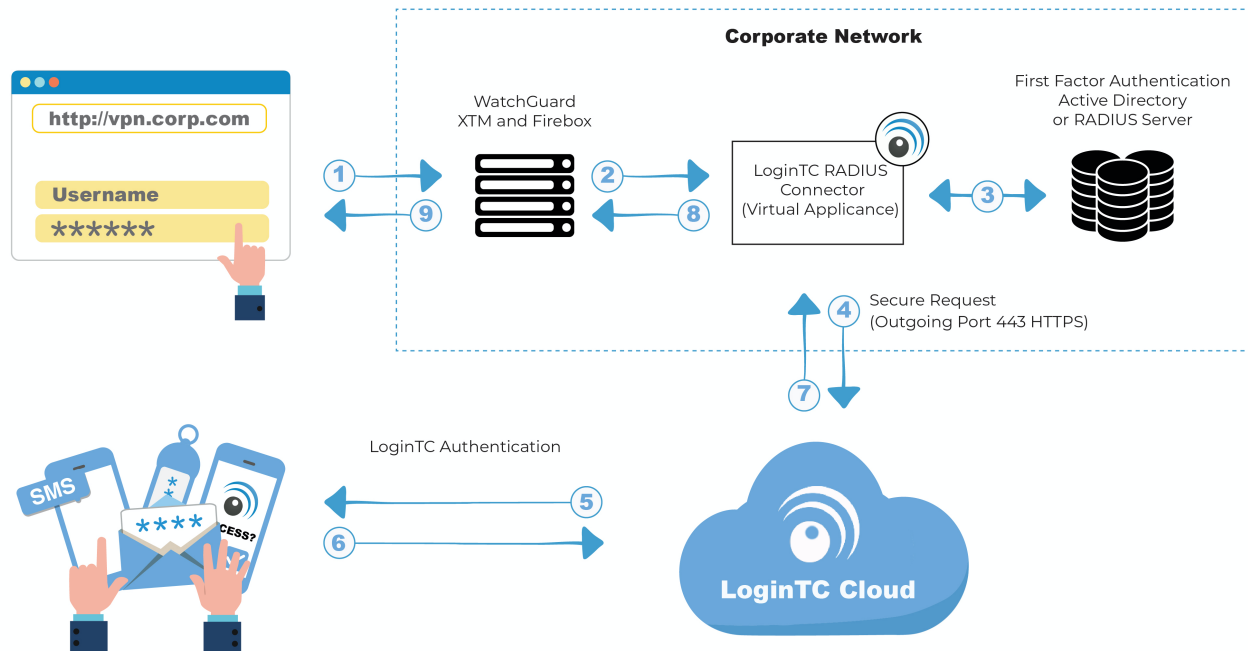 Corporate Network
http://vpn.corp.com
Username
******
1
9
WatchGuard
XTM and Firebox
2
8
LoginTC RADIUS
Connector
(Virtual Applicance)
3
First Factor Authentication
Active Directory
or RADIUS Server
4
Secure Request
(Outgoing Port 443 HTTPS)
7
LoginTC Authentication
5
6
SMS
**
****
CESS?
LoginTC Cloud